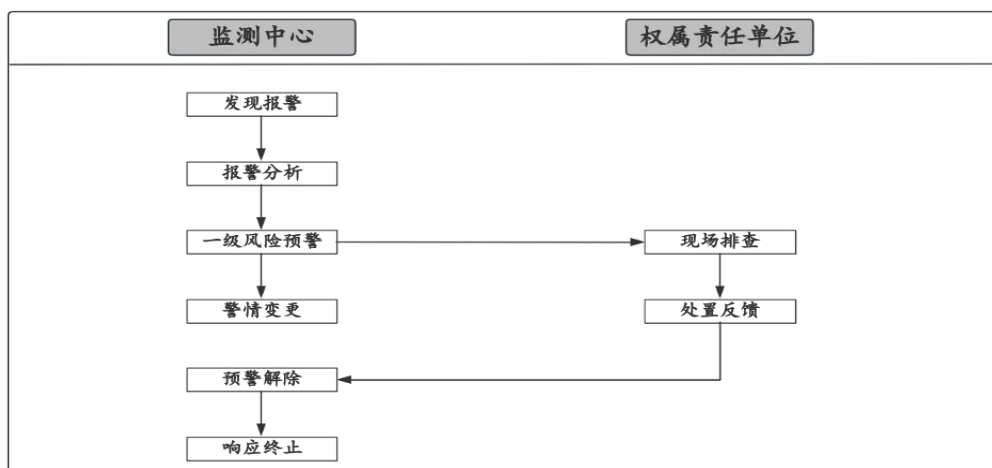 监测中心
权属责任单位
发现报警
报警分析
一级风险预警
现场排查
警情变更
处置反馈
预警解除
响应终止